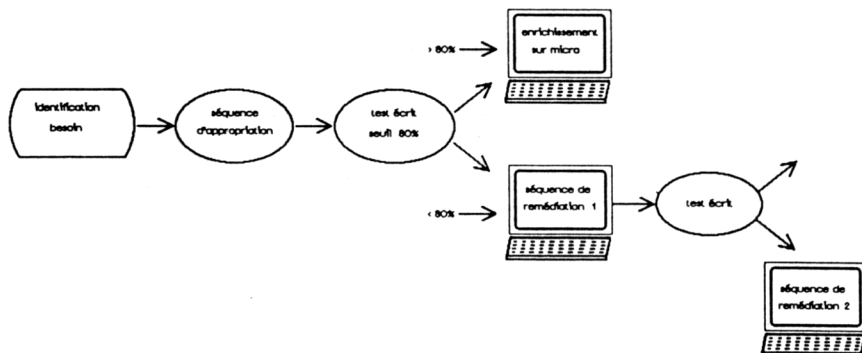 identification
besoin
séquence
d'appropriation
test écrit
seuil 80%
> 80%
enrichissement
sur micro
< 80%
séquence de
remédiation 1
test écrit
séquence de
remédiation 2